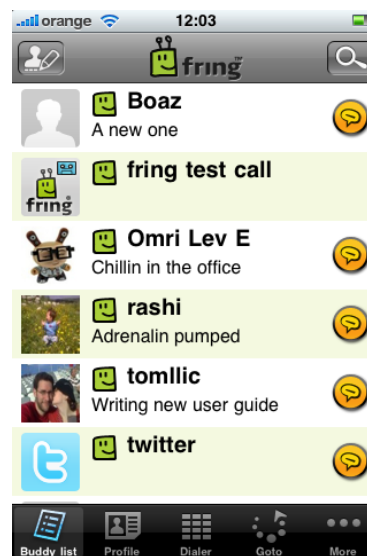 orange 12:03
fring
Boaz
A new one
fring test call
fring
Omri Lev E
Chillin in the office
rashi
Adrenalin pumped
tomllic
Writing new user guide
twitter
Buddy list Profile Dialer Goto More